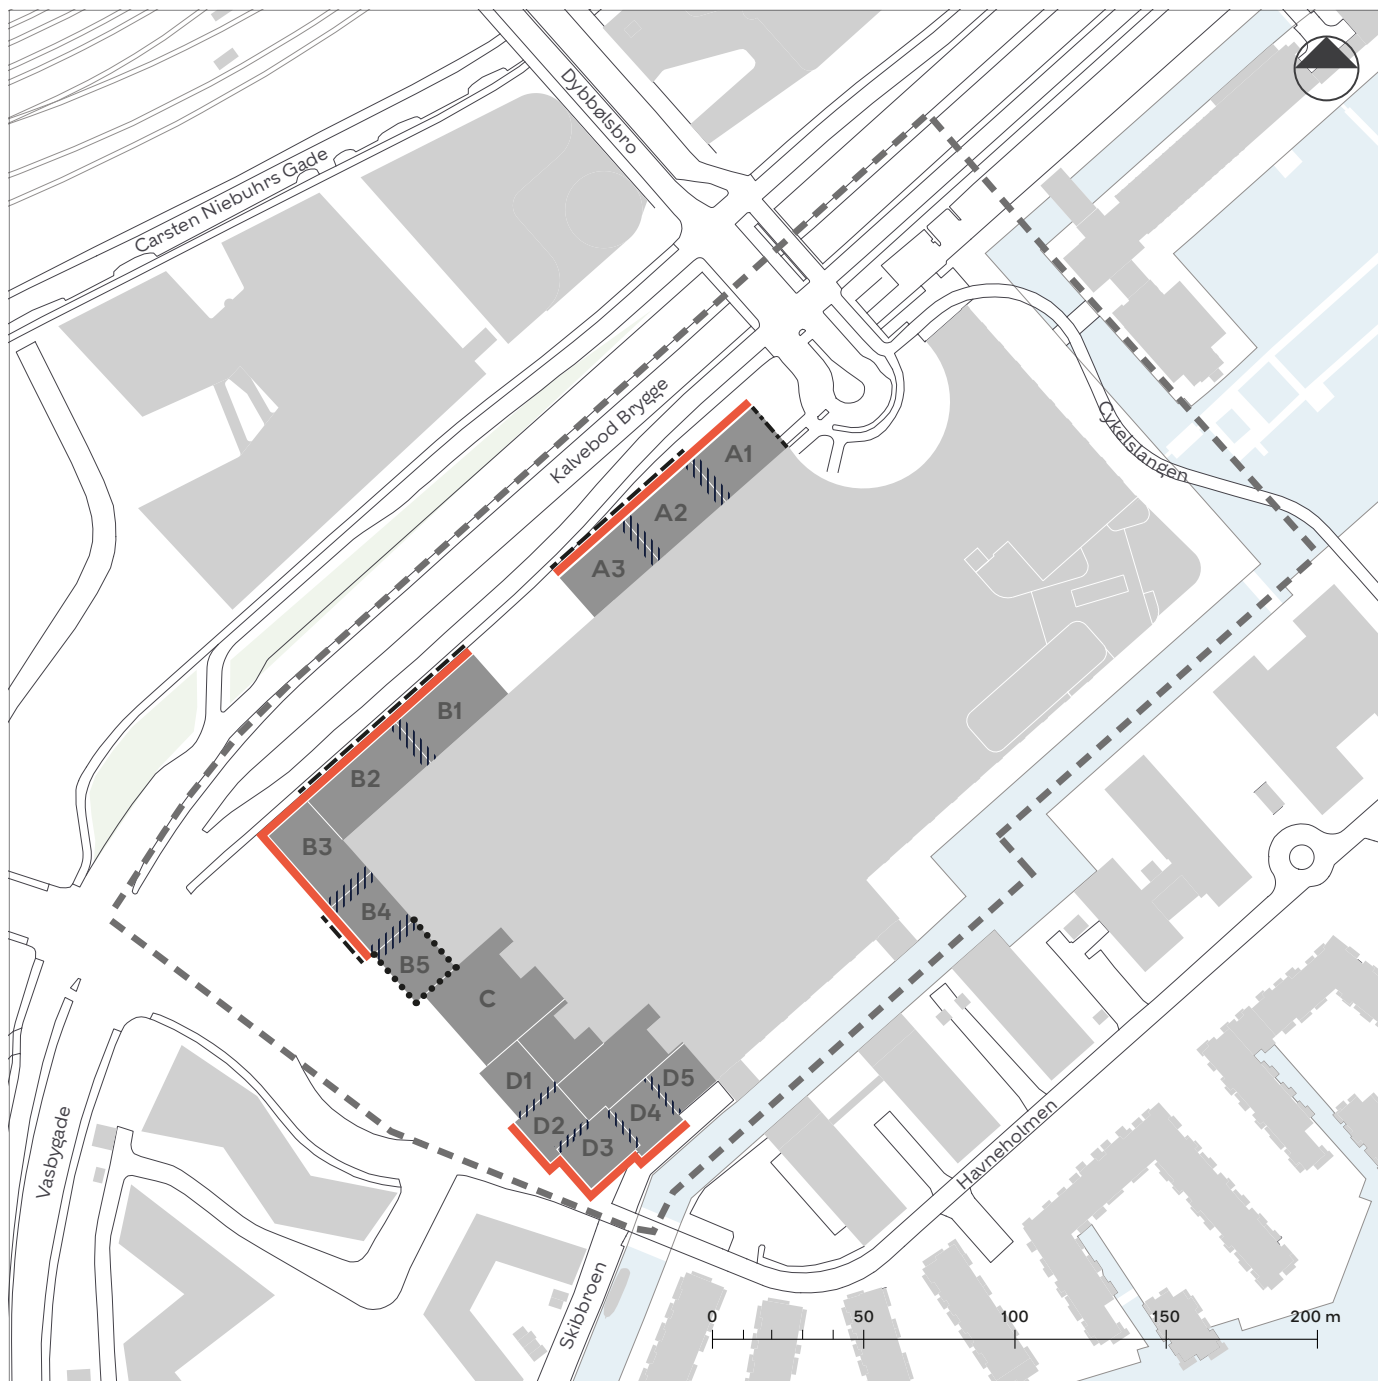 Dybbølsbro
Carsten Niebuhrs Gade
Kalvebod Brygge
Cykelslangen
A1
A2
A3
B1
B2
B3
B4
B5
C
D1
D5
D2
D4
D3
Vasbygade
Havneholmen
Skibbroen
0 50 100 150 200 m